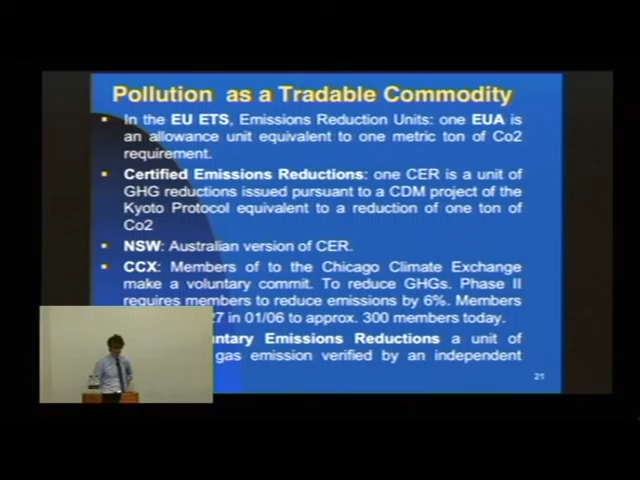 Pollution as a Tradable Commodity
In the EU ETS, Emissions Reduction Units: one EUA is
an allowance unit equivalent to one metric ton of Co2
requirement.
Certified Emissions Reductions: one CER is a unit of
GHG reductions issued pursuant to a CDM project of the
Kyoto Protocol equivalent to a reduction of one ton of
Co2
NSW: Australian version of CER.
CCX: Members of to the Chicago Climate Exchange
make a voluntary commit. To reduce GHGs. Phase II
requires members to reduce emissions by 6%. Members
27 in 01/06 to approx. 300 members today.
untary Emissions Reductions a unit of
gas emission verified by an independent
21